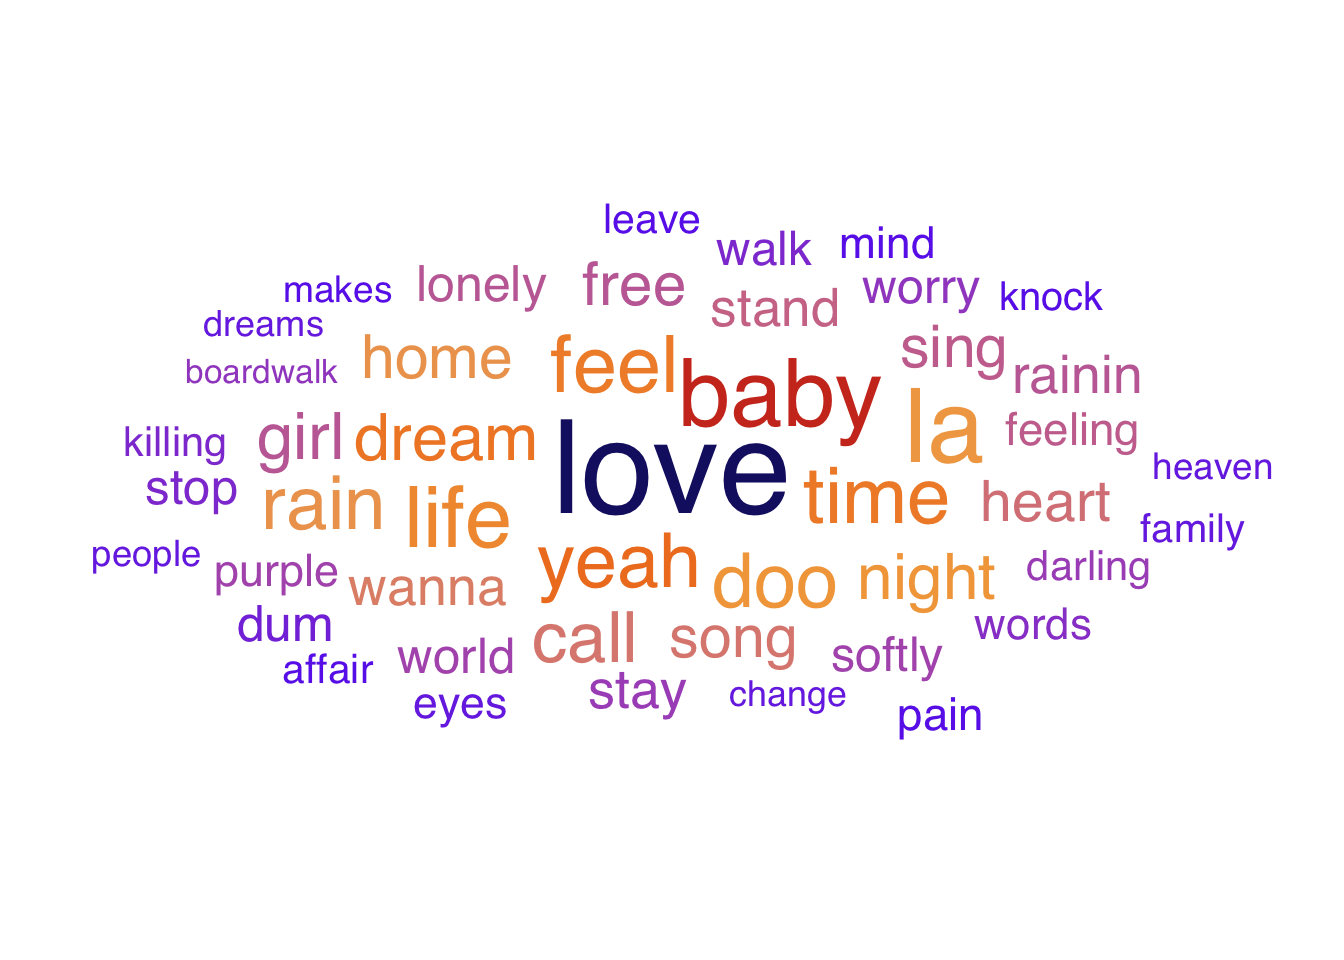 leave
walk mind
makes lonely free worry knock
dreams stand
boardwalk home feel baby sing rainin
killing girl dream love la feeling
stop rain life time heart heaven
people purple wanna yeah doo night darling family
dum call song words
affair world softly
eyes stay change pain